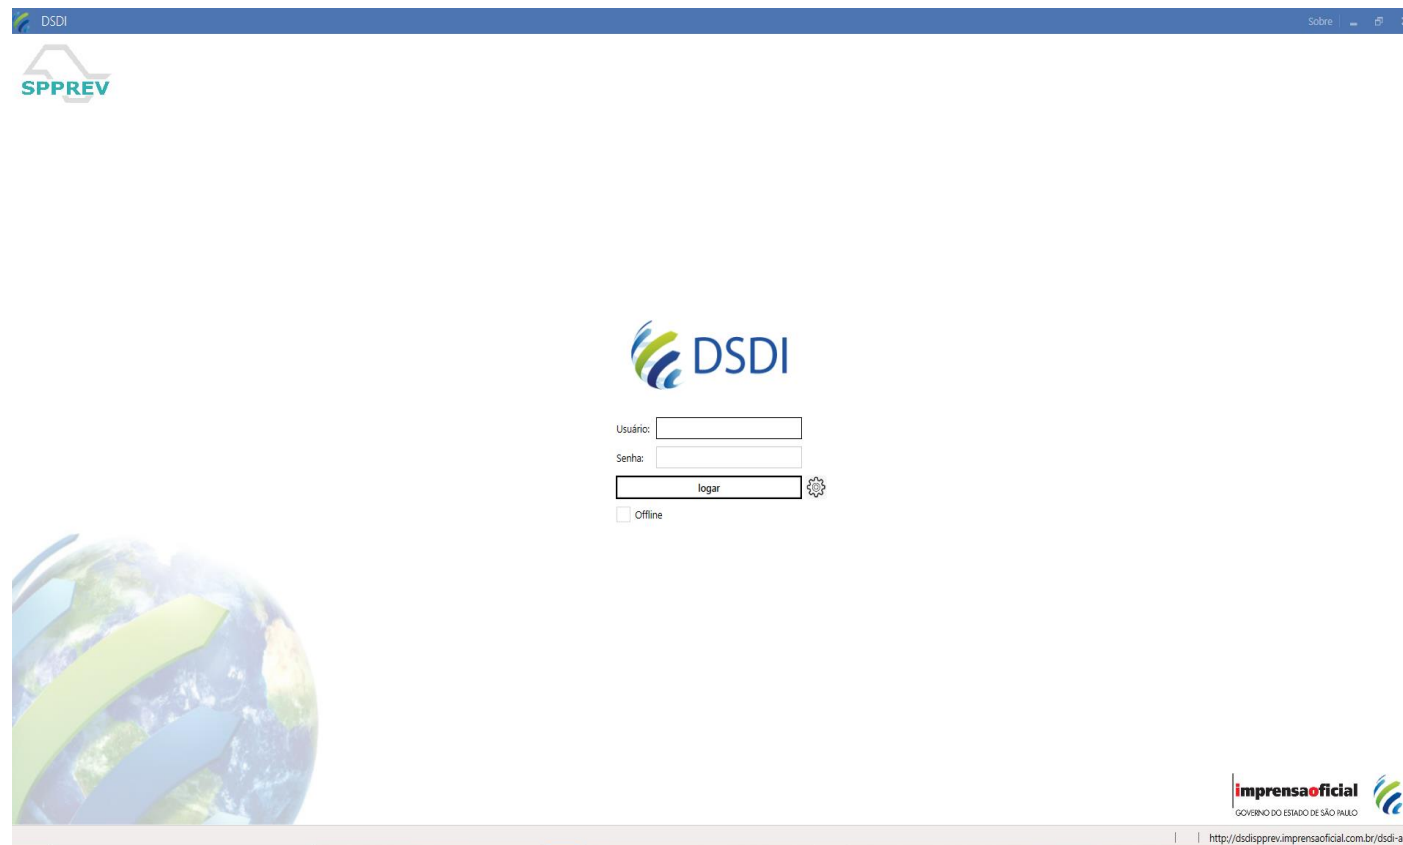 DSDI
Sobre
SPPREV
DSDI
Usuário:
Senha:
logar
Offline
imprensaoficial
GOVERNO DO ESTADO DE SÃO PAULO
http://dsdispprev.imprensaoficial.com.br/dsdi-a